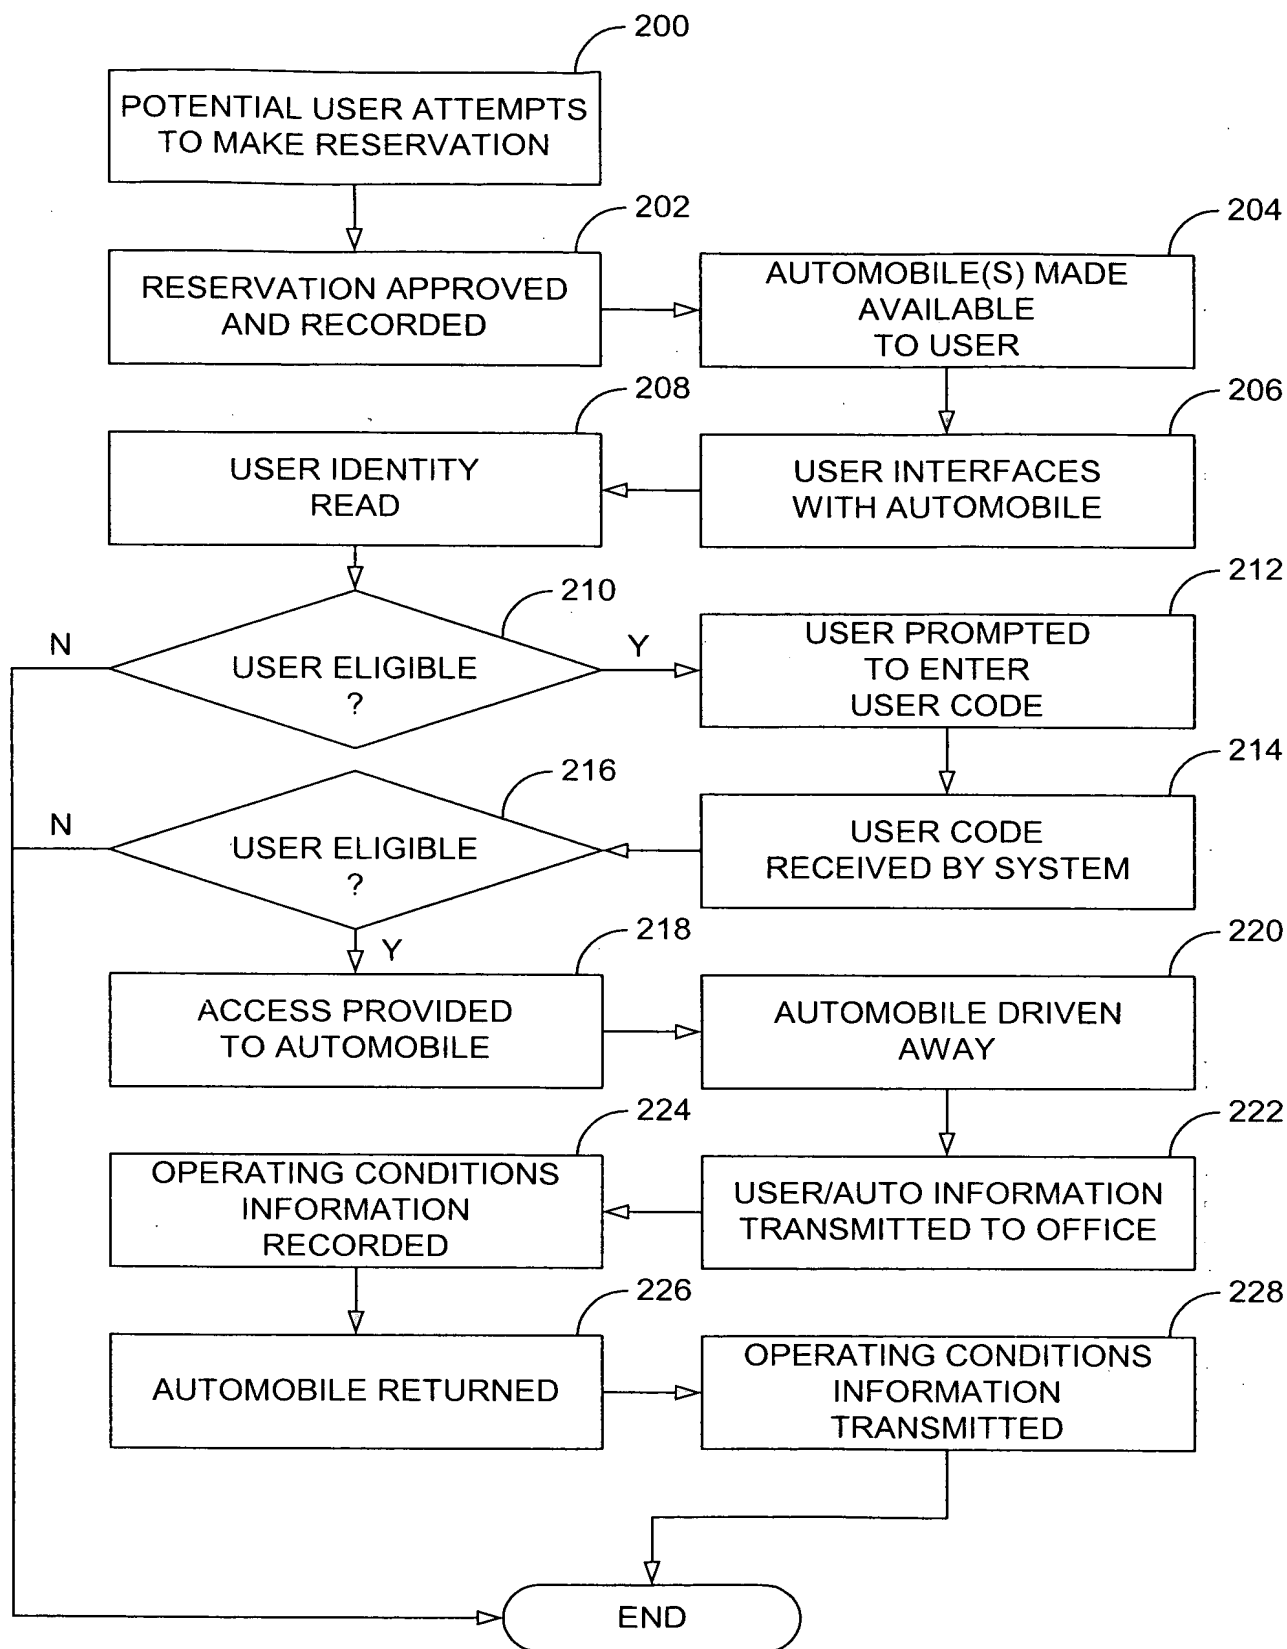 200
POTENTIAL USER ATTEMPTS
TO MAKE RESERVATION
202
RESERVATION APPROVED
AND RECORDED
204
AUTOMOBILE(S) MADE
AVAILABLE
TO USER
206
USER INTERFACES
WITH AUTOMOBILE
208
USER IDENTITY
READ
210
USER ELIGIBLE
?
N
Y
212
USER PROMPTED
TO ENTER
USER CODE
214
USER CODE
RECEIVED BY SYSTEM
216
USER ELIGIBLE
?
N
Y
218
ACCESS PROVIDED
TO AUTOMOBILE
220
AUTOMOBILE DRIVEN
AWAY
222
USER/AUTO INFORMATION
TRANSMITTED TO OFFICE
224
OPERATING CONDITIONS
INFORMATION
RECORDED
226
AUTOMOBILE RETURNED
228
OPERATING CONDITIONS
INFORMATION
TRANSMITTED
END